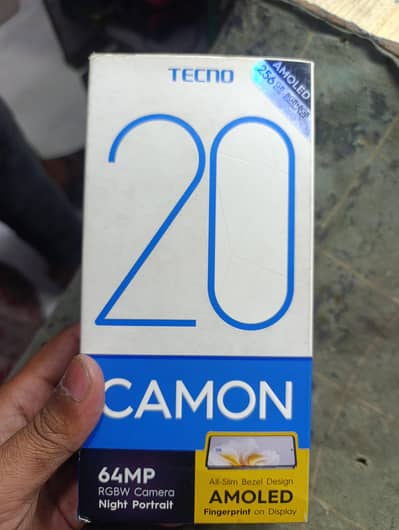 TECNO
AMOLED
256
20
CAMON
64MP
RGBW Camera
Night Portrait
All-Slim Bezel Design
AMOLED
Fingerprint on Display